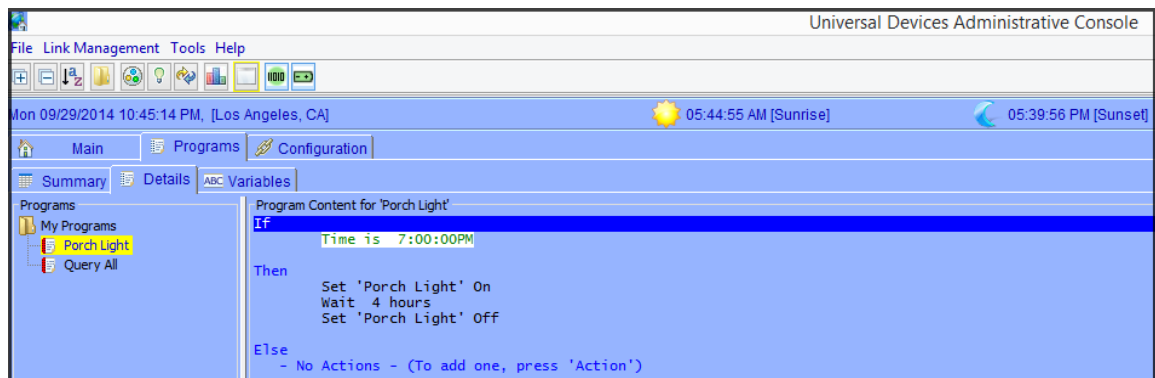 Universal Devices Administrative Console
File Link Management Tools Help
Mon 09/29/2014 10:45:14 PM, [Los Angeles, CA] 05:44:55 AM [Sunrise] 05:39:56 PM [Sunset]
Main Programs Configuration
Summary Details ABC Variables
Programs
My Programs
Porch Light
Query All
Program Content for 'Porch Light'
If
Time is 7:00:00PM
Then
Set 'Porch Light' On
Wait 4 hours
Set 'Porch Light' Off
Else
- No Actions - (To add one, press 'Action')